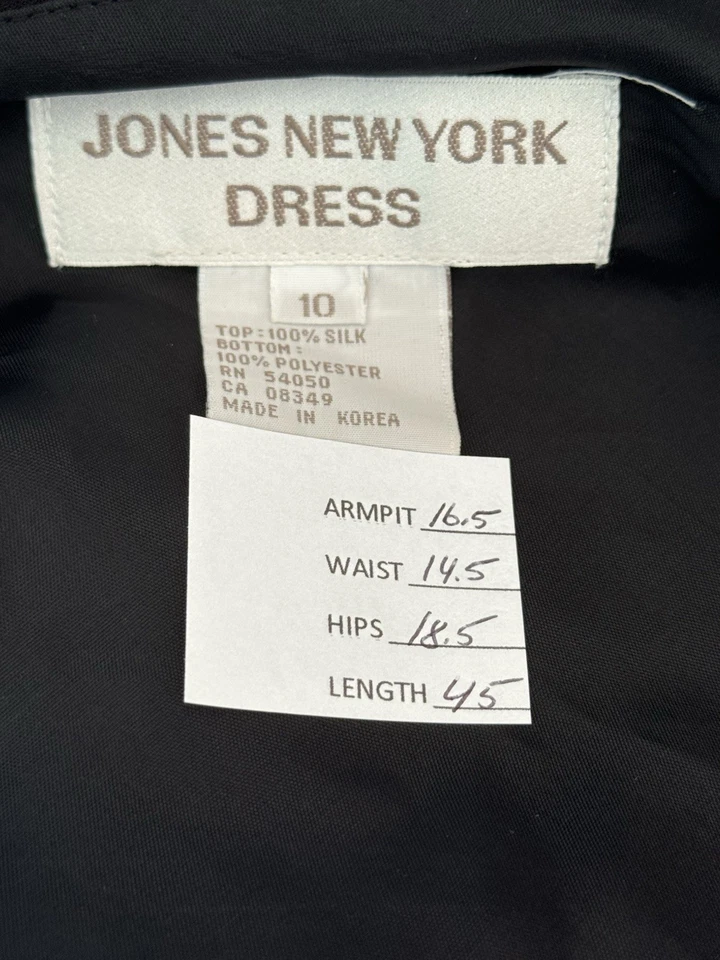 JONES NEW YORK
DRESS
10
TOP:100% SILK
BOTTOM:
100% POLYESTER
RN 54050
CA 08349
MADE IN KOREA
ARMPIT 16.5
WAIST 14.5
HIPS 18.5
LENGTH 45